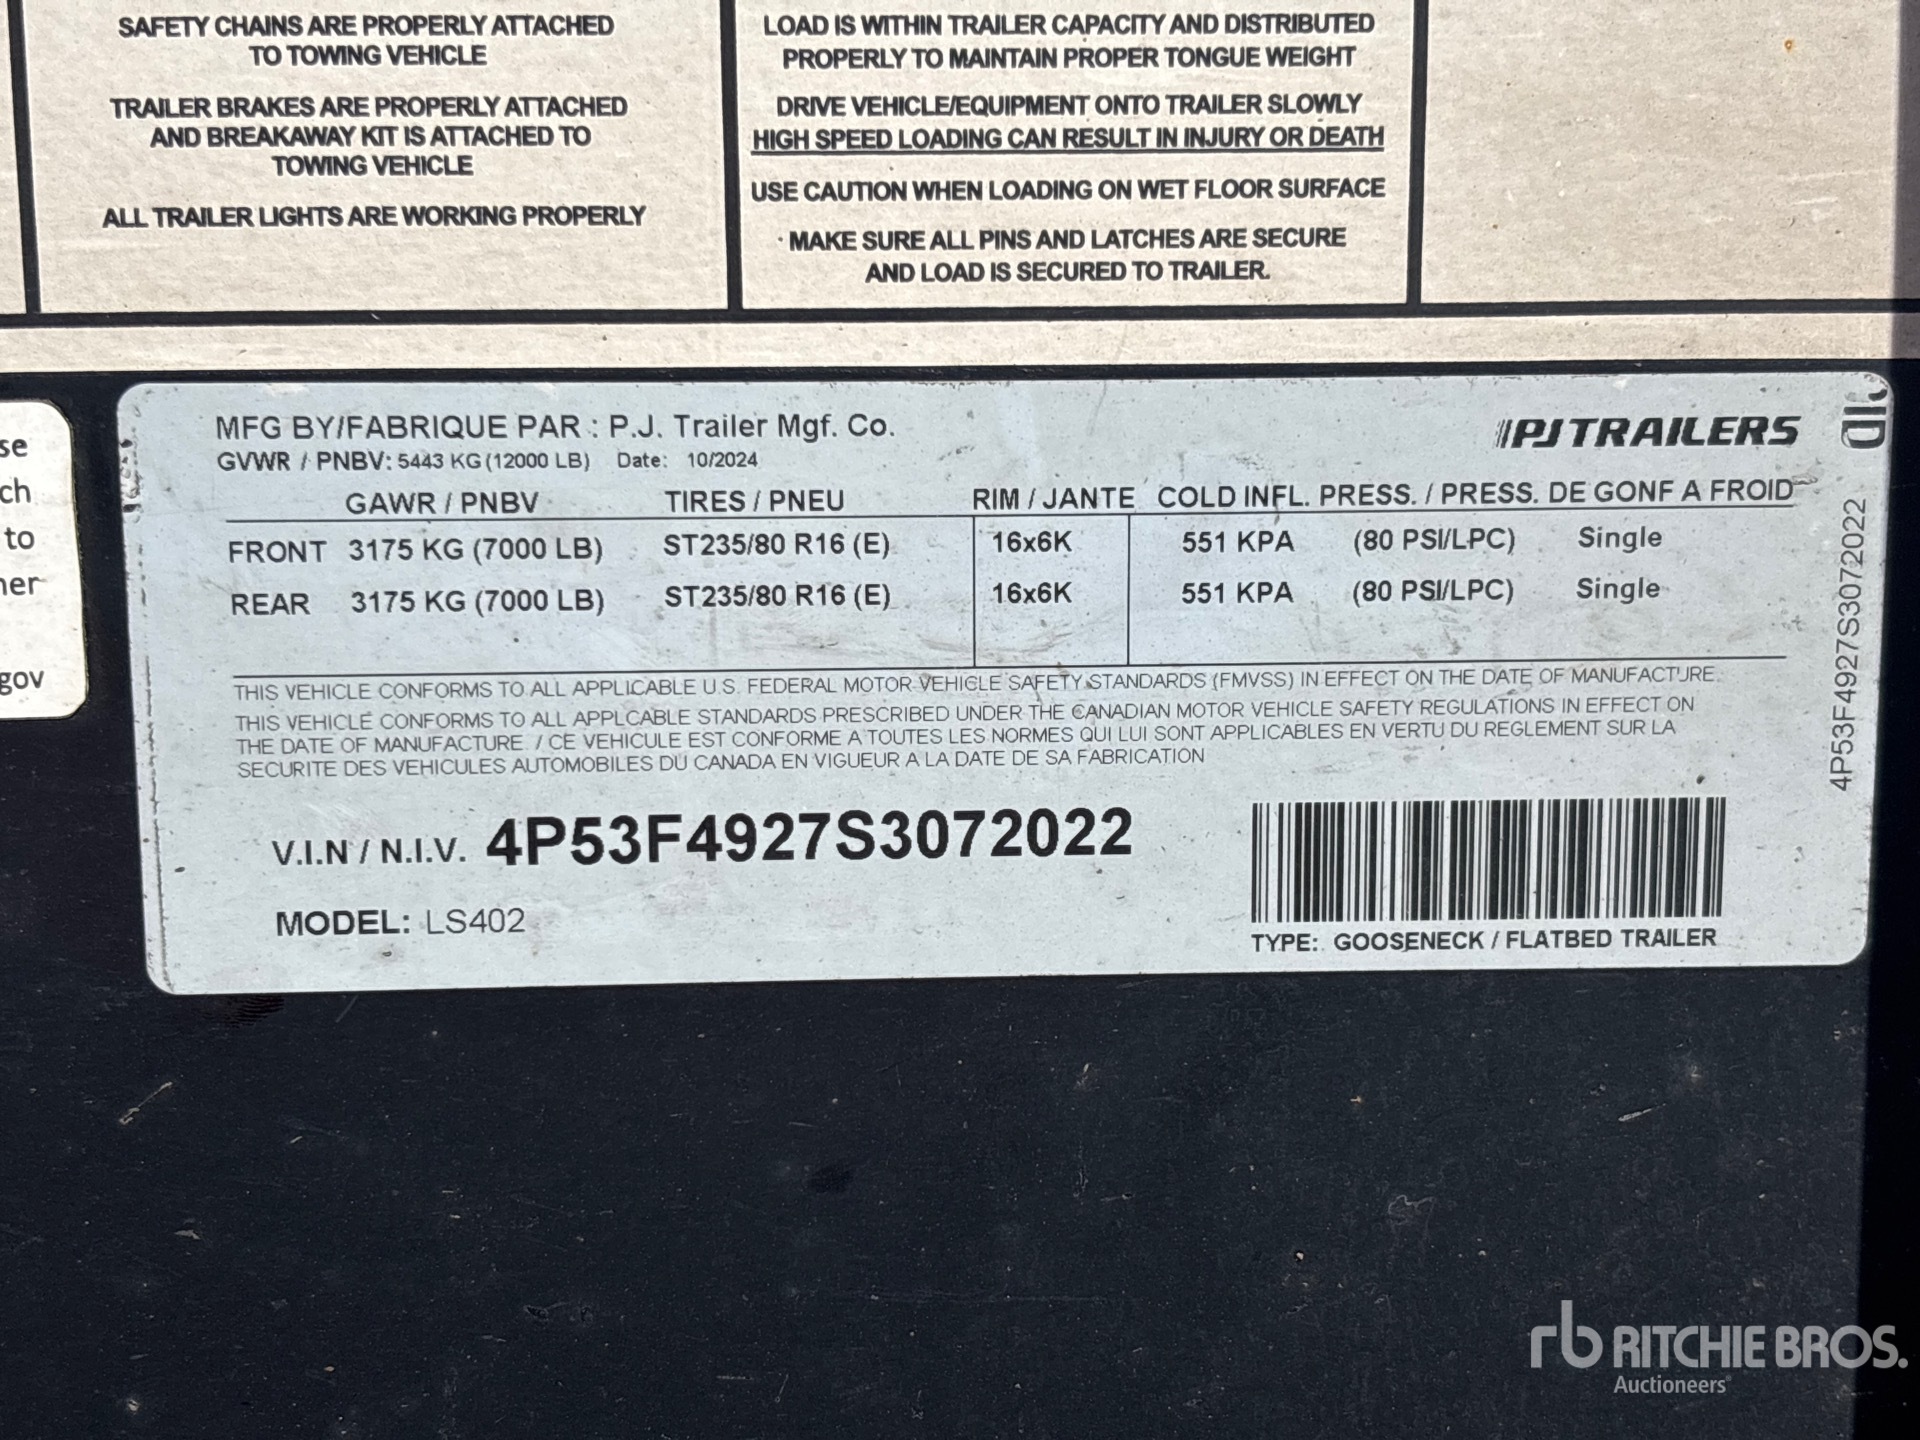 SAFETY CHAINS ARE PROPERLY ATTACHED
TO TOWING VEHICLE
TRAILER BRAKES ARE PROPERLY ATTACHED
AND BREAKAWAY KIT IS ATTACHED TO
TOWING VEHICLE
ALL TRAILER LIGHTS ARE WORKING PROPERLY
LOAD IS WITHIN TRAILER CAPACITY AND DISTRIBUTED
PROPERLY TO MAINTAIN PROPER TONGUE WEIGHT
DRIVE VEHICLE/EQUIPMENT ONTO TRAILER SLOWLY
HIGH SPEED LOADING CAN RESULT IN INJURY OR DEATH
USE CAUTION WHEN LOADING ON WET FLOOR SURFACE
MAKE SURE ALL PINS AND LATCHES ARE SECURE
AND LOAD IS SECURED TO TRAILER.
se
ch
to
her
gov
MFG BY/FABRIQUE PAR : P.J. Trailer Mgf. Co.
PJ TRAILERS
GVWR / PNBV: 5443 KG (12000 LB) Date: 10/2024
GAWR / PNBV TIRES / PNEU RIM / JANTE COLD INFL. PRESS. / PRESS. DE GONF A FROID
FRONT 3175 KG (7000 LB) ST235/80 R16 (E) 16x6K 551 KPA (80 PSI/LPC) Single
REAR 3175 KG (7000 LB) ST235/80 R16 (E) 16x6K 551 KPA (80 PSI/LPC) Single
THIS VEHICLE CONFORMS TO ALL APPLICABLE U.S. FEDERAL MOTOR VEHICLE SAFETY STANDARDS (FMVSS) IN EFFECT ON THE DATE OF MANUFACTURE.
THIS VEHICLE CONFORMS TO ALL APPLCABLE STANDARDS PRESCRIBED UNDER THE CANADIAN MOTOR VEHICLE SAFETY REGULATIONS IN EFFECT ON
THE DATE OF MANUFACTURE. / CE VEHICULE EST CONFORME A TOUTES LES NORMES QUI LUI SONT APPLICABLES EN VERTU DU REGLEMENT SUR LA
SECURITE DES VEHICULES AUTOMOBILES DU CANADA EN VIGUEUR A LA DATE DE SA FABRICATION
V.I.N / N.I.V. 4P53F4927S3072022
MODEL: LS402
TYPE: GOOSENECK / FLATBED TRAILER
4P53F4927S3072022
rb RITCHIE BROS.
Auctioneers